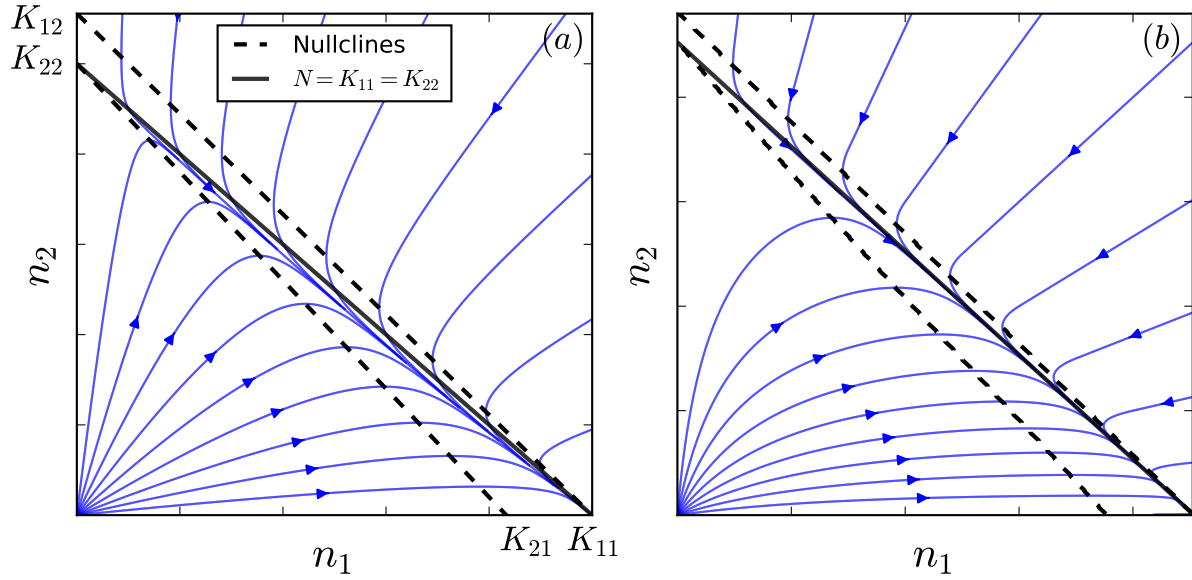 K₁₂
K₂₂
Nullclines
N = K₁₁ = K₂₂
(a)
(b)
n₂
n₂
K₂₁
K₁₁
n₁
n₁